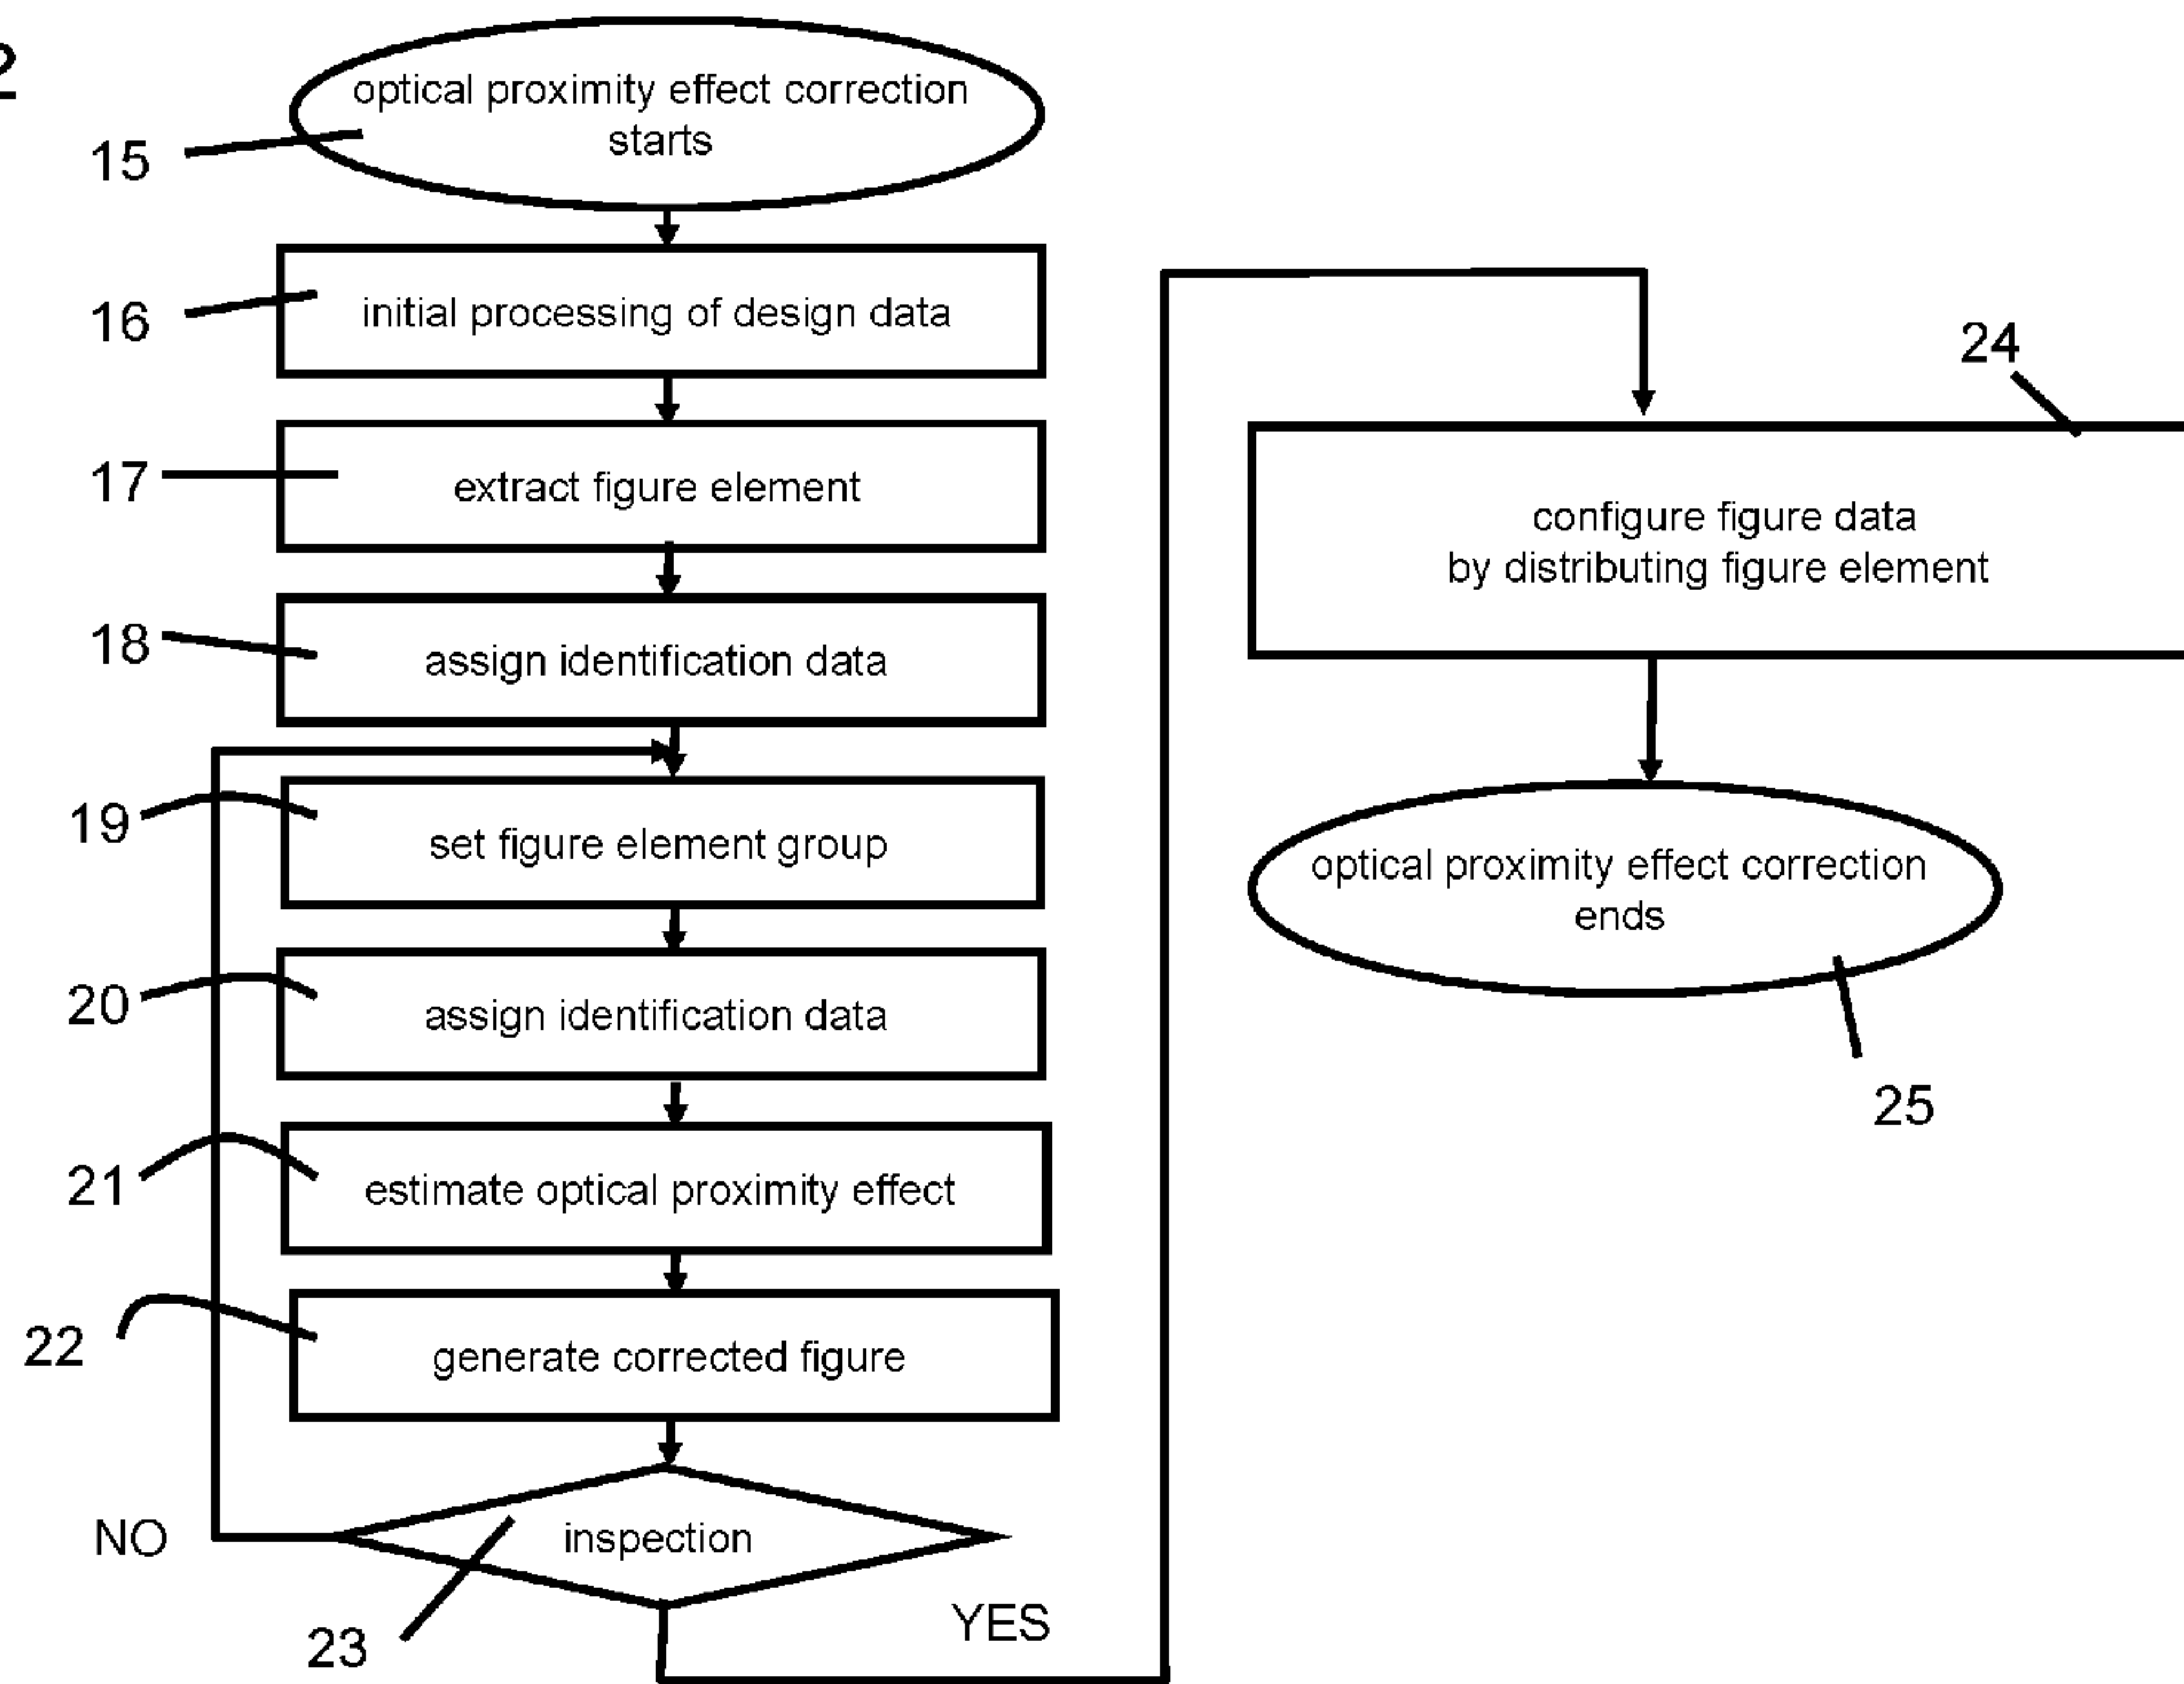 2
optical proximity effect correction
starts
15
initial processing of design data
16
extract figure element
17
assign identification data
18
set figure element group
19
assign identification data
20
estimate optical proximity effect
21
generate corrected figure
22
inspection
NO
YES
23
24
configure figure data
by distributing figure element
optical proximity effect correction
ends
25